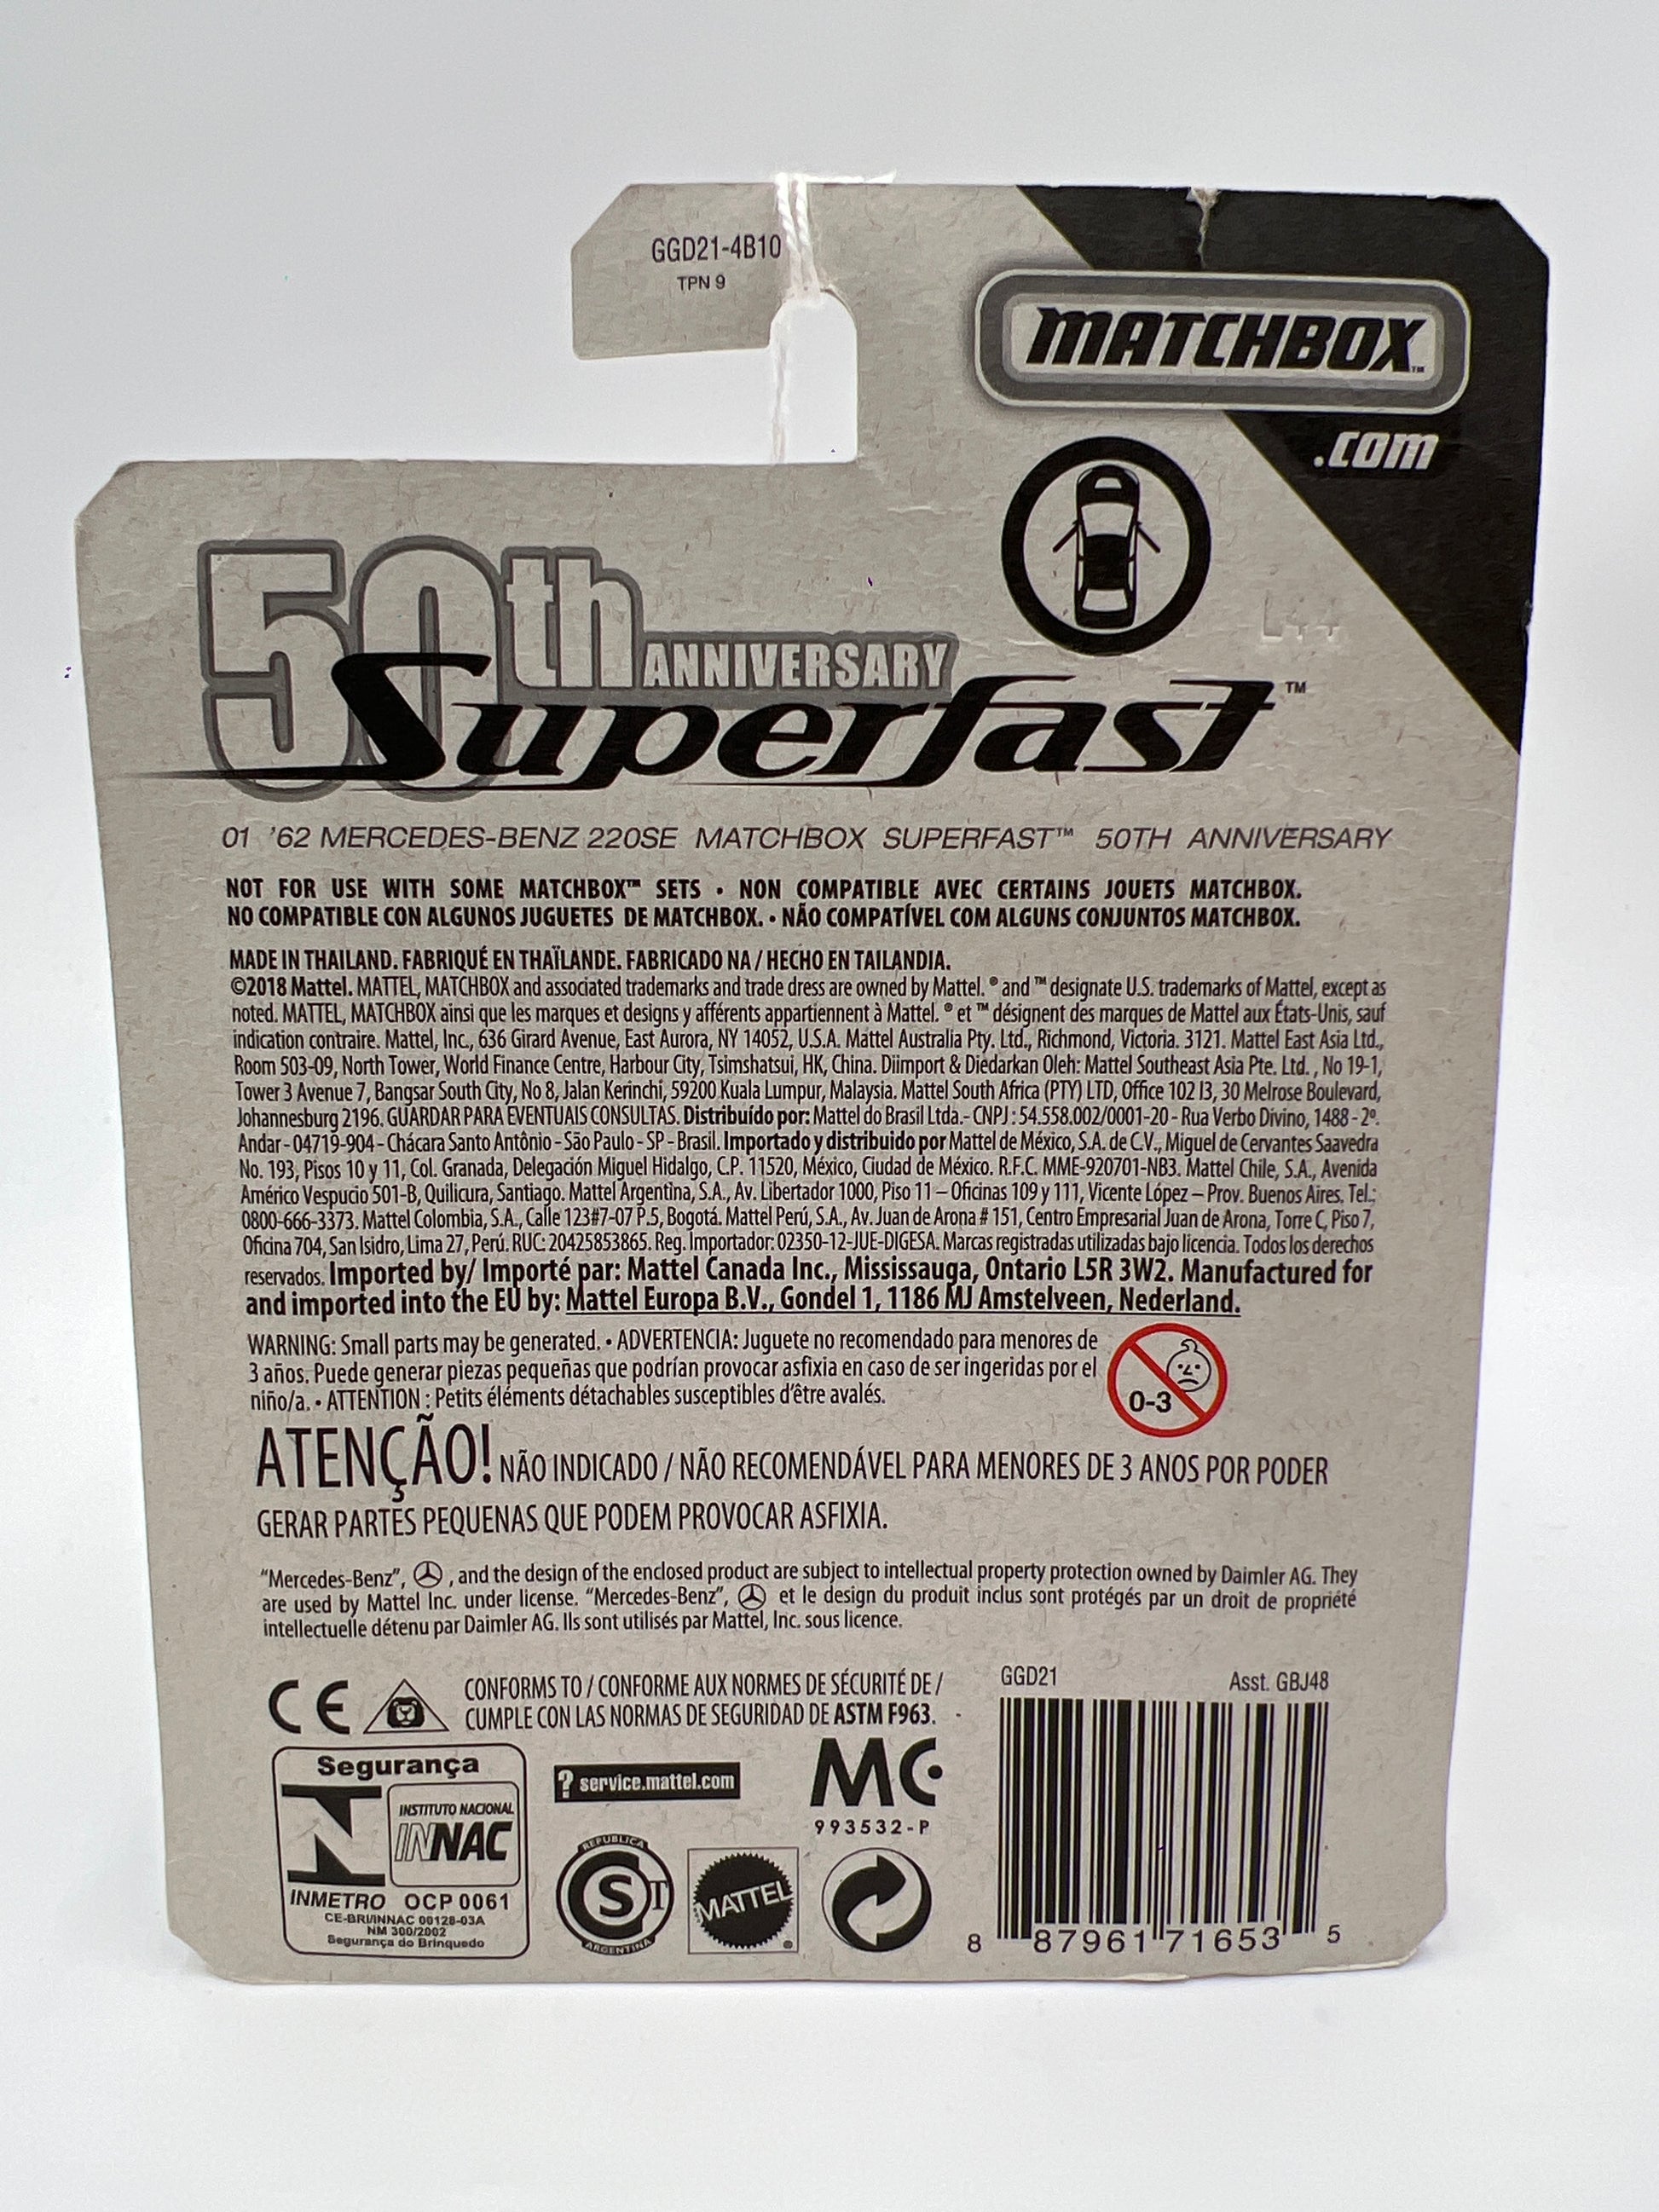 GGD21-4B10
TPN 9
MATCHBOX™
.com
L44
50th ANNIVERSARY
Superfast™
01 '62 MERCEDES-BENZ 220SE MATCHBOX SUPERFAST™ 50TH ANNIVERSARY
NOT FOR USE WITH SOME MATCHBOX™ SETS • NON COMPATIBLE AVEC CERTAINS JOUETS MATCHBOX.
NO COMPATIBLE CON ALGUNOS JUGUETES DE MATCHBOX. • NÃO COMPATÍVEL COM ALGUNS CONJUNTOS MATCHBOX.
MADE IN THAILAND. FABRIQUÉ EN THAÏLANDE. FABRICADO NA / HECHO EN TAILANDIA.
©2018 Mattel. MATTEL, MATCHBOX and associated trademarks and trade dress are owned by Mattel. ® and ™ designate U.S. trademarks of Mattel, except as
noted. MATTEL, MATCHBOX ainsi que les marques et designs y afférents appartiennent à Mattel. ® et ™ désignent des marques de Mattel aux États-Unis, sauf
indication contraire. Mattel, Inc., 636 Girard Avenue, East Aurora, NY 14052, U.S.A. Mattel Australia Pty. Ltd., Richmond, Victoria. 3121. Mattel East Asia Ltd.,
Room 503-09, North Tower, World Finance Centre, Harbour City, Tsimshatsui, HK, China. Diimport & Diedarkan Oleh: Mattel Southeast Asia Pte. Ltd. , No 19-1,
Tower 3 Avenue 7, Bangsar South City, No 8, Jalan Kerinchi, 59200 Kuala Lumpur, Malaysia. Mattel South Africa (PTY) LTD, Office 102 I3, 30 Melrose Boulevard,
Johannesburg 2196. GUARDAR PARA EVENTUAIS CONSULTAS. Distribuído por: Mattel do Brasil Ltda.- CNPJ : 54.558.002/0001-20 - Rua Verbo Divino, 1488 - 2º.
Andar - 04719-904 - Chácara Santo Antônio - São Paulo - SP - Brasil. Importado y distribuido por Mattel de México, S.A. de C.V., Miguel de Cervantes Saavedra
No. 193, Pisos 10 y 11, Col. Granada, Delegación Miguel Hidalgo, C.P. 11520, México, Ciudad de México. R.F.C. MME-920701-NB3. Mattel Chile, S.A., Avenida
Américo Vespucio 501-B, Quilicura, Santiago. Mattel Argentina, S.A., Av. Libertador 1000, Piso 11 – Oficinas 109 y 111, Vicente López – Prov. Buenos Aires. Tel.:
0800-666-3373. Mattel Colombia, S.A., Calle 123#7-07 P.5, Bogotá. Mattel Perú, S.A., Av. Juan de Arona # 151, Centro Empresarial Juan de Arona, Torre C, Piso 7,
Oficina 704, San Isidro, Lima 27, Perú. RUC: 20425853865. Reg. Importador: 02350-12-JUE-DIGESA. Marcas registradas utilizadas bajo licencia. Todos los derechos
reservados. Imported by/ Importé par: Mattel Canada Inc., Mississauga, Ontario L5R 3W2. Manufactured for
and imported into the EU by: Mattel Europa B.V., Gondel 1, 1186 MJ Amstelveen, Nederland.
WARNING: Small parts may be generated. • ADVERTENCIA: Juguete no recomendado para menores de
3 años. Puede generar piezas pequeñas que podrían provocar asfixia en caso de ser ingeridas por el
niño/a. • ATTENTION : Petits éléments détachables susceptibles d'être avalés.
0-3
ATENÇÃO! NÃO INDICADO / NÃO RECOMENDÁVEL PARA MENORES DE 3 ANOS POR PODER
GERAR PARTES PEQUENAS QUE PODEM PROVOCAR ASFIXIA.
"Mercedes-Benz", , and the design of the enclosed product are subject to intellectual property protection owned by Daimler AG. They
are used by Mattel Inc. under license. "Mercedes-Benz", et le design du produit inclus sont protégés par un droit de propriété
intellectuelle détenu par Daimler AG. Ils sont utilisés par Mattel, Inc. sous licence.
CE
CONFORMS TO / CONFORME AUX NORMES DE SÉCURITÉ DE /
CUMPLE CON LAS NORMAS DE SEGURIDAD DE ASTM F963.
GGD21 Asst. GBJ48
Segurança
INSTITUTO NACIONAL
INNAC
INMETRO OCP 0061
CE-BRI/INNAC 00128-03A
NM 300/2002
Segurança do Brinquedo
? service.mattel.com
MC
993532-P
REPUBLICA
S T
ARGENTINA
MATTEL
8 87961 71653 5